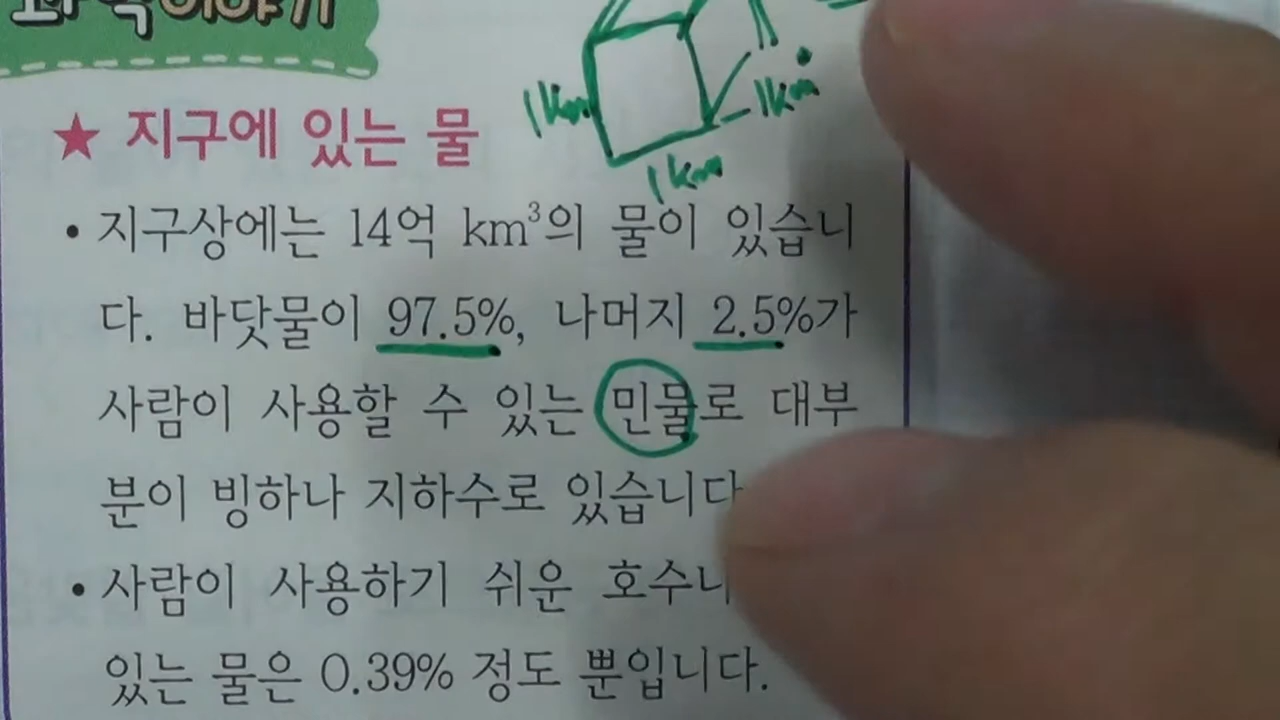 이야기
★ 지구에 있는 물
1km
1km
1km
• 지구상에는 14억 km³의 물이 있습니
다. 바닷물이 97.5%, 나머지 2.5%가
사람이 사용할 수 있는 민물로 대부
분이 빙하나 지하수로 있습니다
• 사람이 사용하기 쉬운
있는 물은 0.39% 정도 뿐입니다.